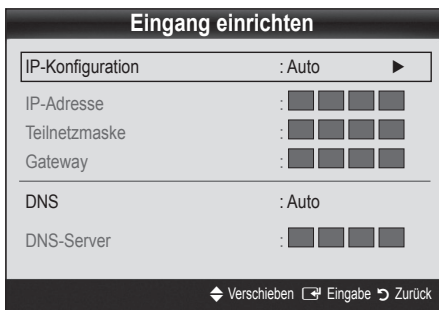 Eingang einrichten
IP-Konfiguration : Auto ►
IP-Adresse :
Teilnetzmaske :
Gateway :
DNS : Auto
DNS-Server :
Verschieben Eingabe Zurück